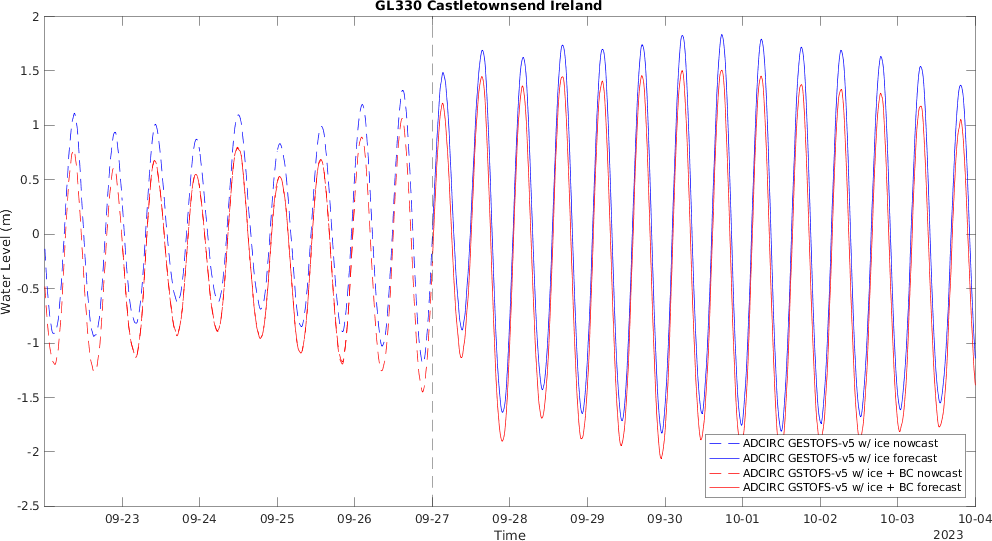 GL330 Castletownsend Ireland
2
1.5
1
0.5
0
-0.5
-1
-1.5
-2
-2.5
Water Level (m)
09-23 09-24 09-25 09-26 09-27 09-28 09-29 09-30 10-01 10-02 10-03 10-04
Time
2023
ADCIRC GESTOFS-v5 w/ ice nowcast
ADCIRC GESTOFS-v5 w/ ice forecast
ADCIRC GSTOFS-v5 w/ ice + BC nowcast
ADCIRC GSTOFS-v5 w/ ice + BC forecast